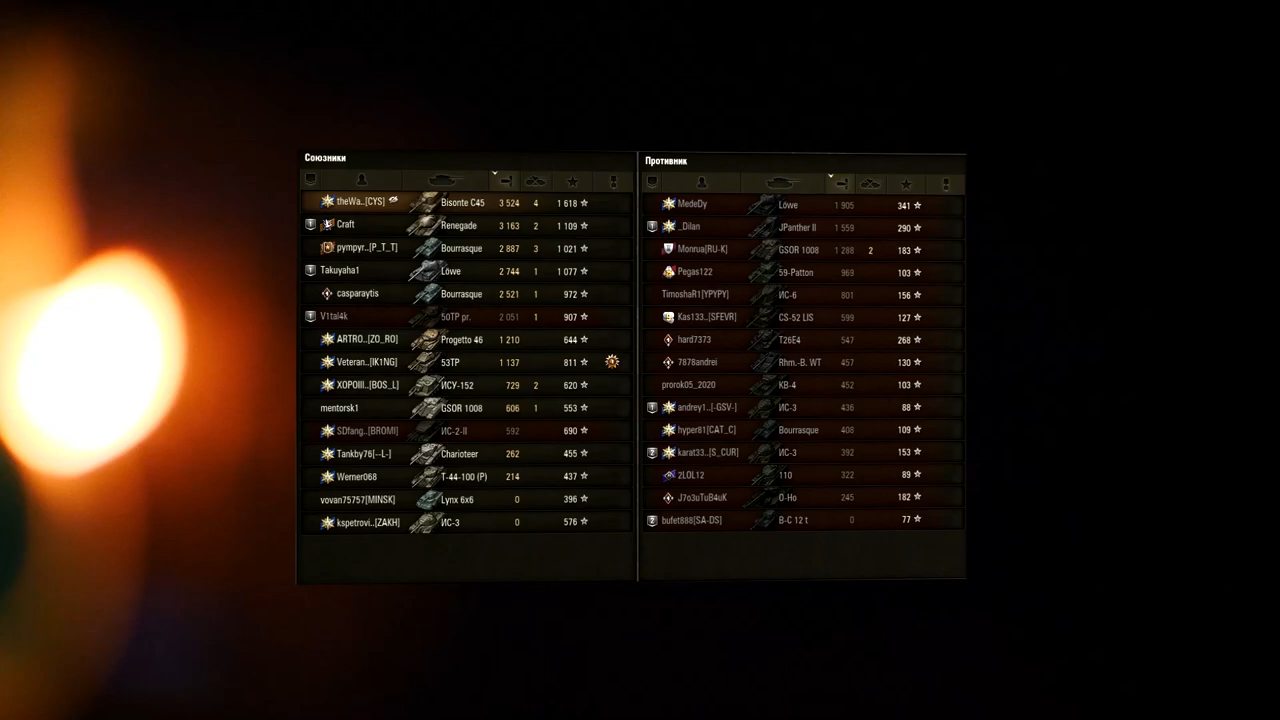 Союзники
theWa..[CYS] Bisonte C45 3 524 4 1 618
Craft Renegade 3 163 2 1 109
pympyr..[P_T_T] Bourrasque 2 887 3 1 021
Takuyaha1 Löwe 2 744 1 1 077
casparaytis Bourrasque 2 521 1 972
V1tal4k 50TP pr. 2 051 1 907
ARTRO..[ZO_RO] Progetto 46 1 210 644
Veteran..[IK1NG] 53TP 1 137 811
XOPOIII..[BOS_L] ИСУ-152 729 2 620
mentorsk1 GSOR 1008 606 1 553
SDfang..[BROMI] ИС-2-II 592 690
Tankby76[--L-] Charioteer 262 455
Werner068 T-44-100 (P) 214 437
vovan75757[MINSK] Lynx 6x6 0 396
kspetrovi..[ZAKH] ИС-3 0 576
Противник
MedeDy Löwe 1 905 341
1 _Dilan JPanther II 1 559 290
Monrua[RU-K] GSOR 1008 1 288 2 183
Pegas122 59-Patton 969 103
TimoshaR1[YPYPY] ИС-6 801 156
Kas133..[SFEVR] CS-52 LIS 599 127
hard7373 T26E4 547 268
7878andrei Rhm.-B. WT 457 130
prorok05_2020 КВ-4 452 103
1 andrey1..[-GSV-] ИС-3 436 88
hyper81[CAT_C] Bourrasque 408 109
2 karat33..[S_CUR] ИС-3 392 153
2LOL12 110 322 89
J7o3uTuB4uK O-Ho 245 182
2 bufet888[SA-DS] B-C 12 t 0 77